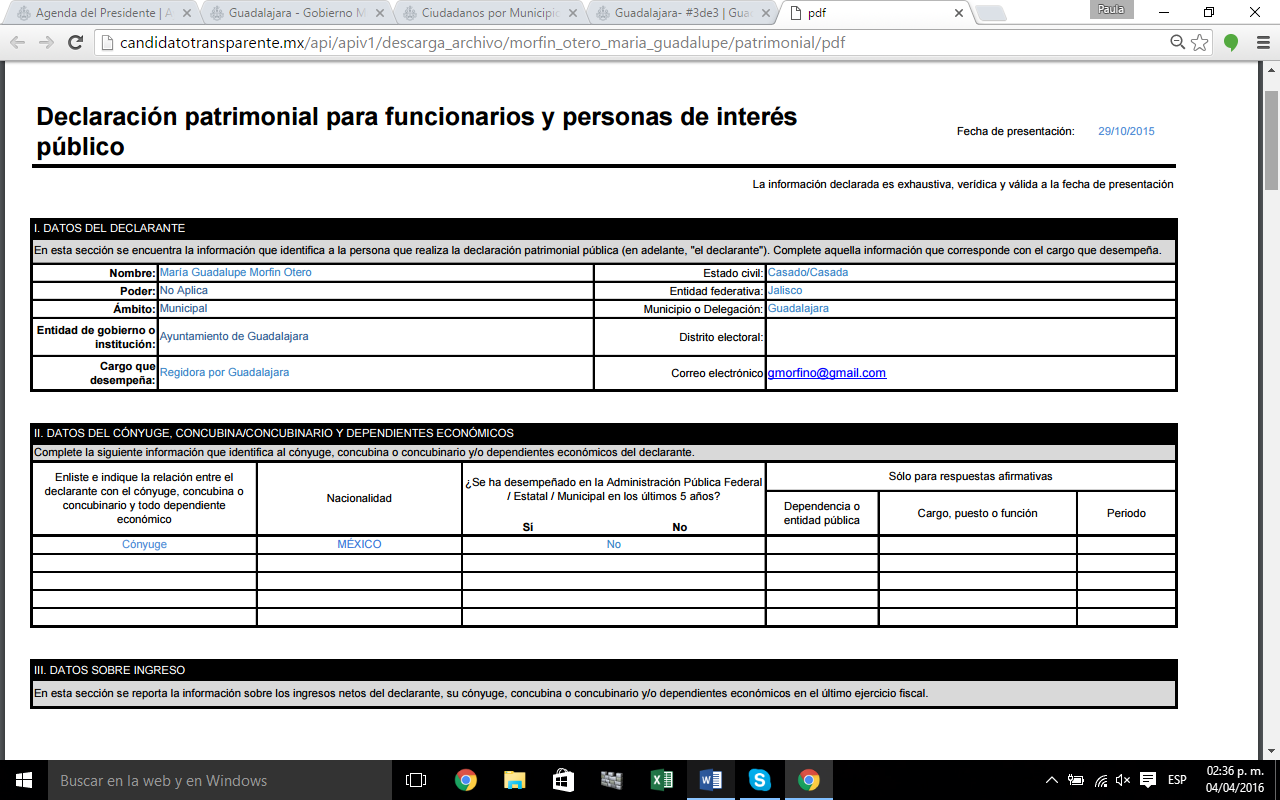 Agenda del Presidente | A
Guadalajara - Gobierno M
Ciudadanos por Municipio
Guadalajara- #3de3 | Gua
pdf
Paula
candidatotransparente.mx/api/apiv1/descarga_archivo/morfin_otero_maria_guadalupe/patrimonial/pdf
Declaración patrimonial para funcionarios y personas de interés
público
Fecha de presentación: 29/10/2015
La información declarada es exhaustiva, verídica y válida a la fecha de presentación
I. DATOS DEL DECLARANTE
En esta sección se encuentra la información que identifica a la persona que realiza la declaración patrimonial pública (en adelante, "el declarante"). Complete aquella información que corresponde con el cargo que desempeña.
Nombre: María Guadalupe Morfin Otero Estado civil: Casado/Casada
Poder: No Aplica Entidad federativa: Jalisco
Ámbito: Municipal Municipio o Delegación: Guadalajara
Entidad de gobierno o
institución: Ayuntamiento de Guadalajara Distrito electoral:
Cargo que
desempeña: Regidora por Guadalajara Correo electrónico gmorfino@gmail.com
II. DATOS DEL CÓNYUGE, CONCUBINA/CONCUBINARIO Y DEPENDIENTES ECONÓMICOS
Complete la siguiente información que identifica al cónyuge, concubina o concubinario y/o dependientes económicos del declarante.
Enliste e indique la relación entre el
declarante con el cónyuge, concubina o
concubinario y todo dependiente
económico
Nacionalidad
¿Se ha desempeñado en la Administración Pública Federal
/ Estatal / Municipal en los últimos 5 años?
Si No
Sólo para respuestas afirmativas
Dependencia o
entidad pública
Cargo, puesto o función
Periodo
Cónyuge MÉXICO No
III. DATOS SOBRE INGRESO
En esta sección se reporta la información sobre los ingresos netos del declarante, su cónyuge, concubina o concubinario y/o dependientes económicos en el último ejercicio fiscal.
Buscar en la web y en Windows
ESP
02:36 p. m.
04/04/2016